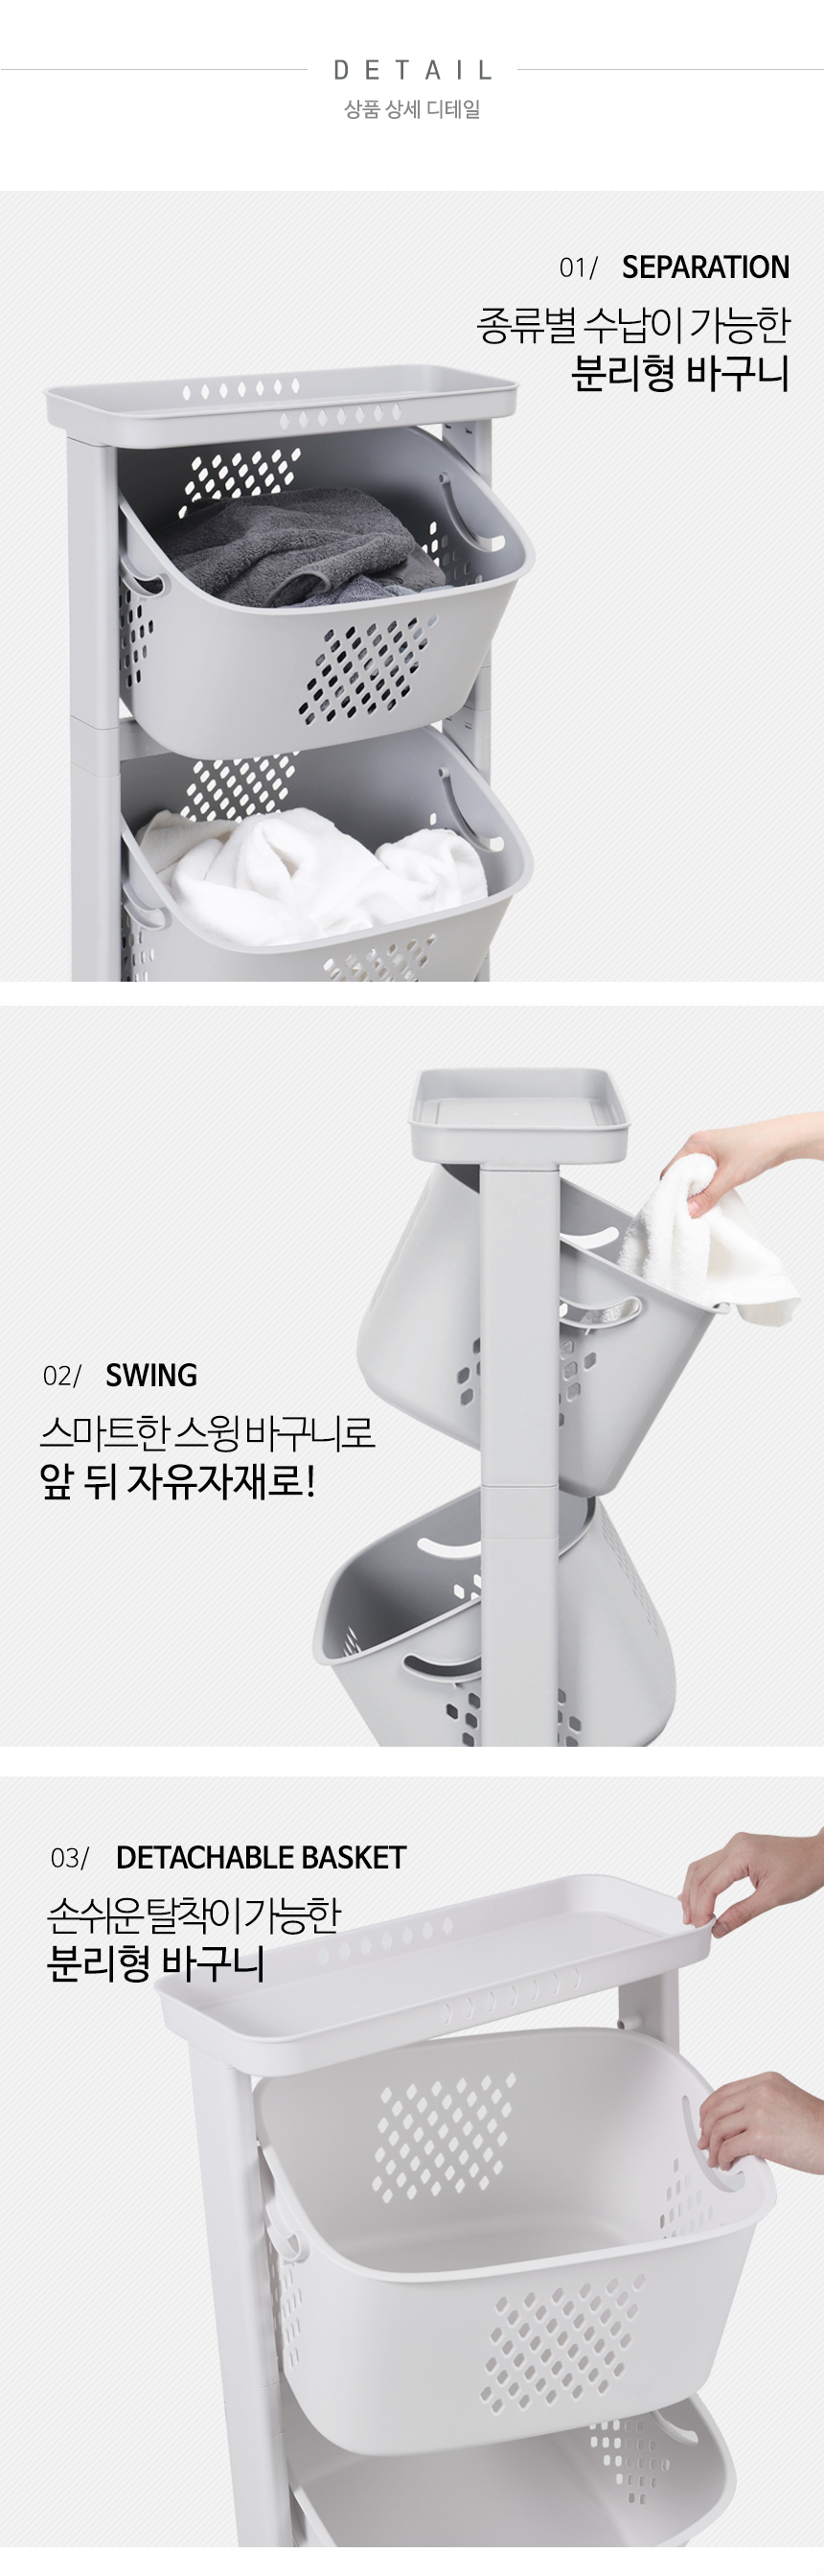 DETAIL
상품 상세 디테일
01/ SEPARATION
종류별 수납이 가능한
분리형 바구니
02/ SWING
스마트한 스윙 바구니로
앞 뒤 자유자재로!
03/ DETACHABLE BASKET
손쉬운 탈착이 가능한
분리형 바구니